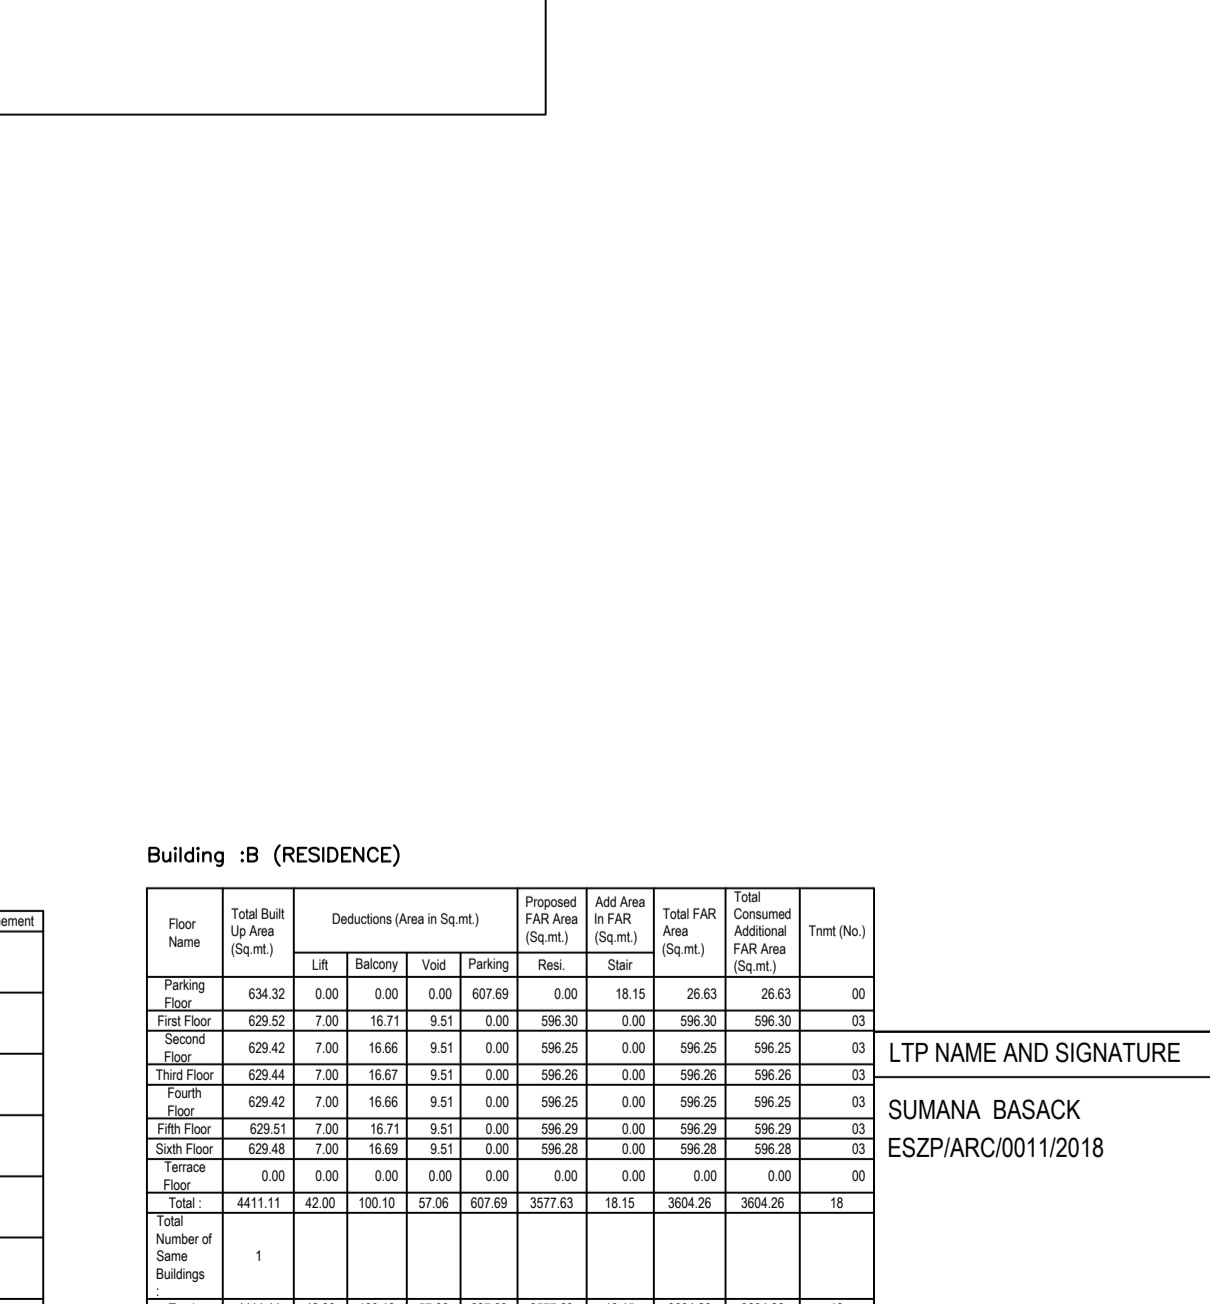 Building :B (RESIDENCE)
Floor Name Total Built Up Area (Sq.mt.) Deductions (Area in Sq.mt.) Proposed FAR Area (Sq.mt.) Add Area In FAR (Sq.mt.) Total FAR Area (Sq.mt.) Total Consumed Additional FAR Area (Sq.mt.) Tnmt (No.)
Lift Balcony Void Parking Resi. Stair
Parking Floor 634.32 0.00 0.00 0.00 607.69 0.00 18.15 26.63 26.63 00
First Floor 629.52 7.00 16.71 9.51 0.00 596.30 0.00 596.30 596.30 03
Second Floor 629.42 7.00 16.66 9.51 0.00 596.25 0.00 596.25 596.25 03
Third Floor 629.44 7.00 16.67 9.51 0.00 596.26 0.00 596.26 596.26 03
Fourth Floor 629.42 7.00 16.66 9.51 0.00 596.25 0.00 596.25 596.25 03
Fifth Floor 629.51 7.00 16.71 9.51 0.00 596.29 0.00 596.29 596.29 03
Sixth Floor 629.48 7.00 16.69 9.51 0.00 596.28 0.00 596.28 596.28 03
Terrace Floor 0.00 0.00 0.00 0.00 0.00 0.00 0.00 0.00 0.00 00
Total : 4411.11 42.00 100.10 57.06 607.69 3577.63 18.15 3604.26 3604.26 18
Total Number of Same Buildings : 1
LTP NAME AND SIGNATURE
SUMANA BASACK
ESZP/ARC/0011/2018